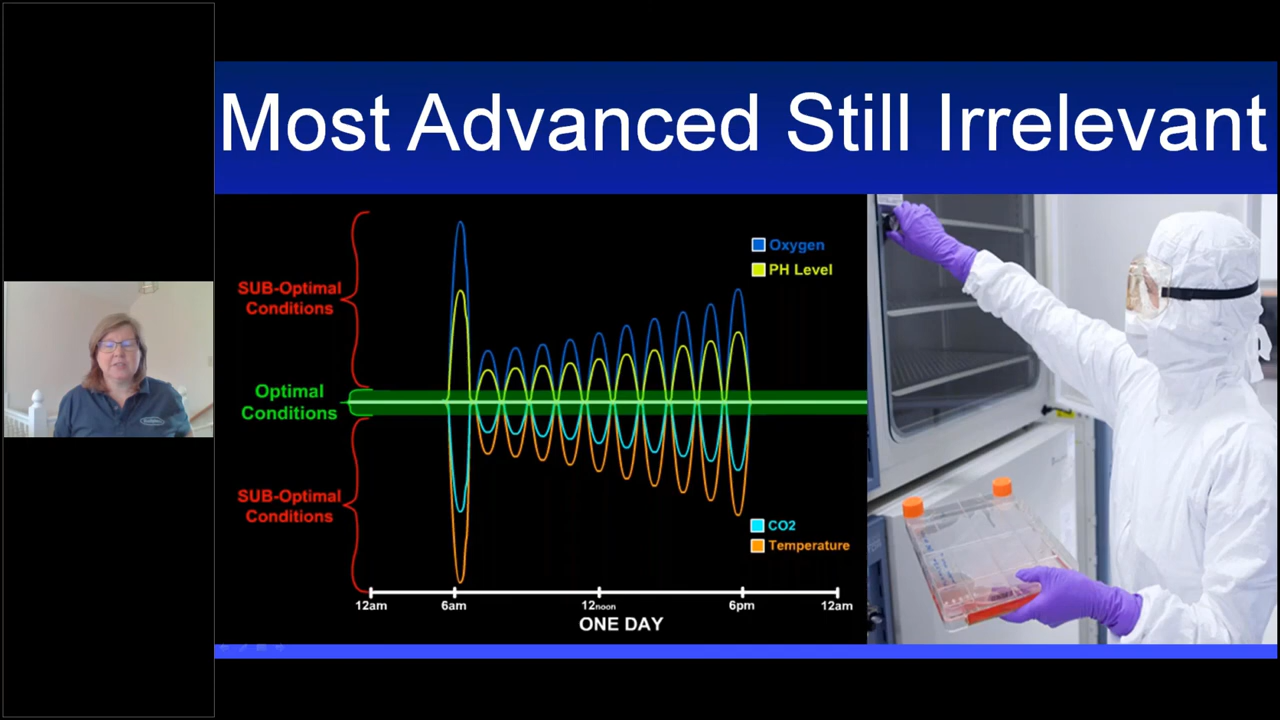 Most Advanced Still Irrelevant
SUB-Optimal
Conditions
Optimal
Conditions
SUB-Optimal
Conditions
Oxygen
PH Level
CO2
Temperature
12am
6am
12noon
6pm
12am
ONE DAY